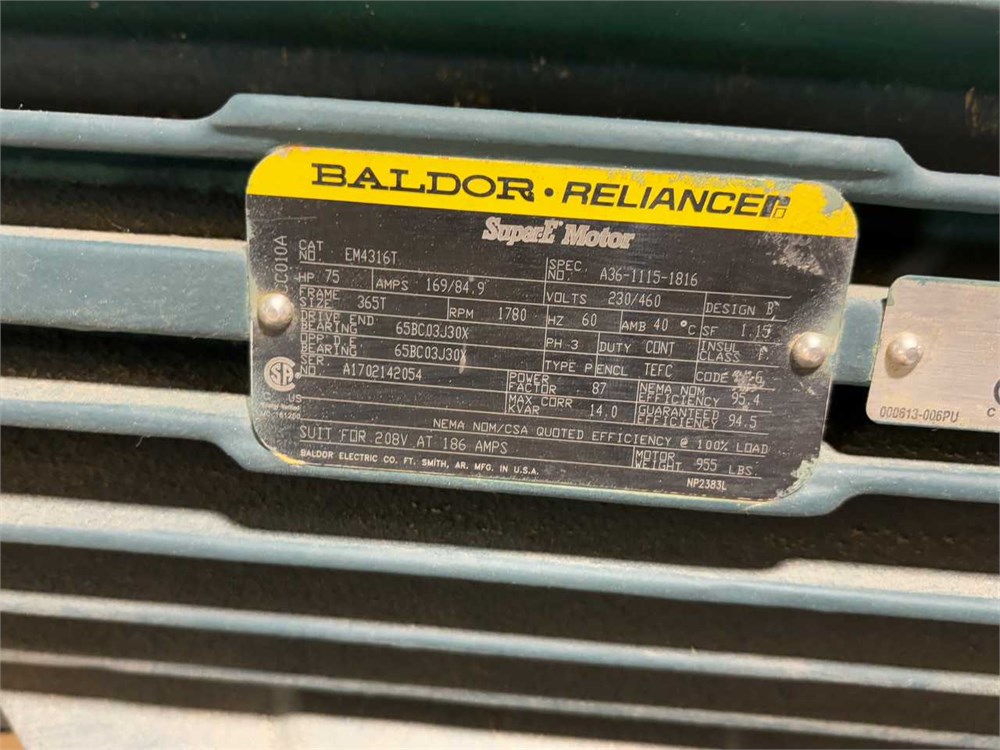 BALDOR • RELIANCE
SuperE Motor
CC010A
CAT. NO. EM4316T SPEC. NO. A36-1115-1816
HP 75 AMPS 169/84.9 VOLTS 230/460 DESIGN B
FRAME SIZE 365T RPM 1780 HZ 60 AMB 40 °C SF 1.15
DRIVE END BEARING 65BC03J30X PH 3 DUTY CONT INSUL CLASS F
OPP D.E. BEARING 65BC03J30X TYPE P ENCL TEFC CODE
SER. NO. A1702142054 POWER FACTOR 87 NEMA NOM EFFICIENCY 95.4
MAX CORR KVAR 14.0 GUARANTEED EFFICIENCY 94.5
C US
NEMA NOM/CSA QUOTED EFFICIENCY @ 100% LOAD
SUIT FOR 208V AT 186 AMPS MOTOR WEIGHT 955 LBS.
BALDOR ELECTRIC CO. FT. SMITH, AR. MFG. IN U.S.A.
NP2383L
000613-006PU
C